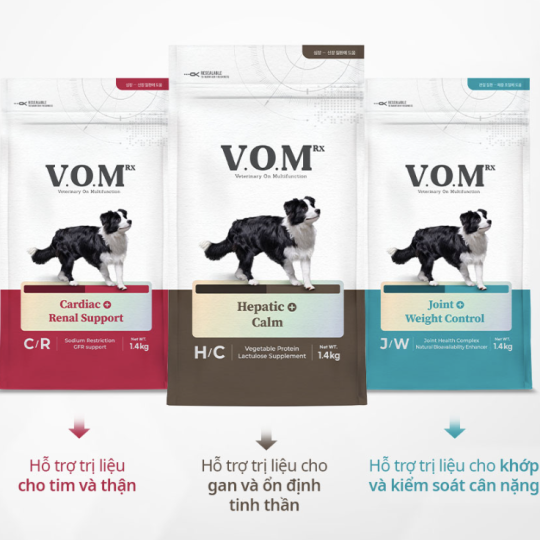 RESEALABLE
V.O.M Rx
Veterinary On Multifunction
Cardiac +
Renal Support
C/R
Sodium Restriction
GFR support
Net WT.
1.4kg
Hỗ trợ trị liệu
cho tim và thận
RESEALABLE
V.O.M Rx
Veterinary On Multifunction
Hepatic +
Calm
H/C
Vegetable Protein
Lactulose Supplement
Net WT.
1.4kg
Hỗ trợ trị liệu cho
gan và ổn định
tinh thần
RESEALABLE
V.O.M Rx
Veterinary On Multifunction
Joint +
Weight Control
J/W
Joint Health Complex
Natural Bioavailability Enhancer
Net WT.
1.4kg
Hỗ trợ trị liệu cho khớp
và kiểm soát cân nặng